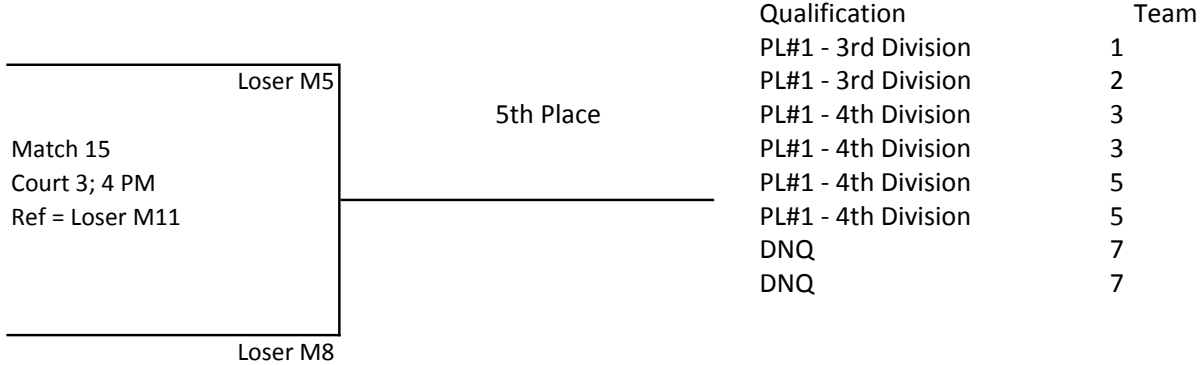 Loser M5
5th Place
Match 15
Court 3; 4 PM
Ref = Loser M11
Loser M8
Qualification Team
PL#1 - 3rd Division 1
PL#1 - 3rd Division 2
PL#1 - 4th Division 3
PL#1 - 4th Division 3
PL#1 - 4th Division 5
PL#1 - 4th Division 5
DNQ 7
DNQ 7